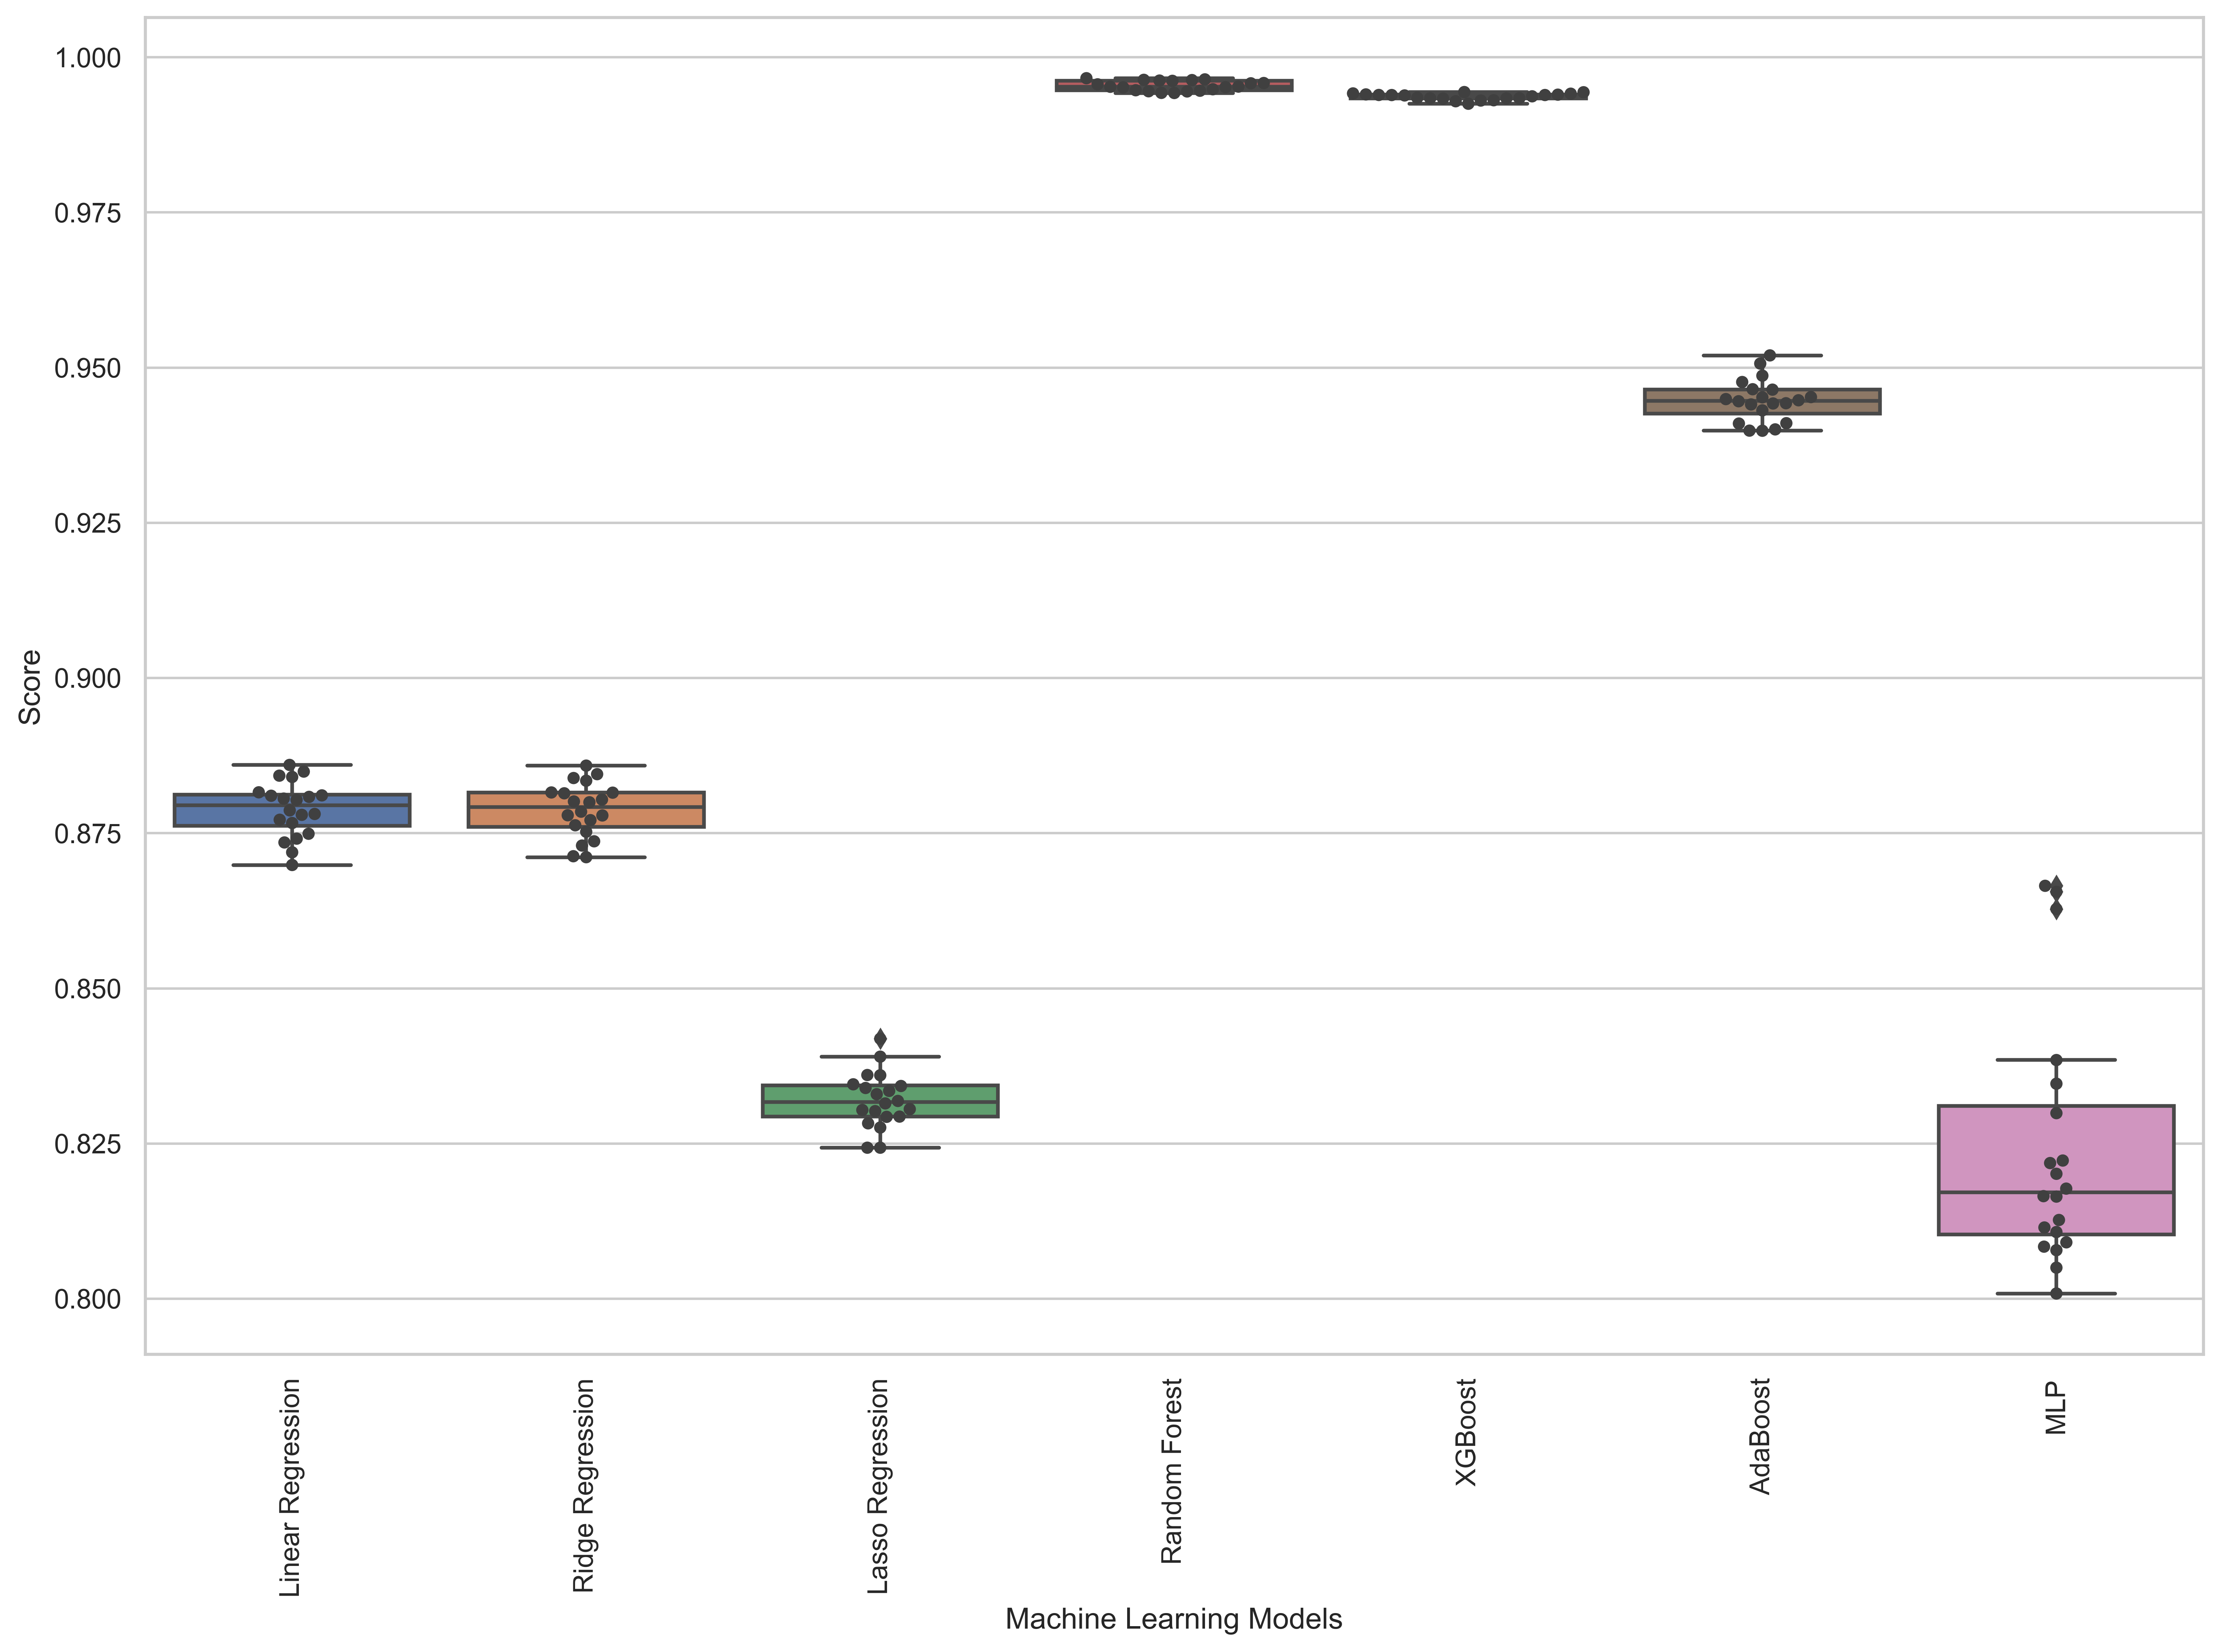 1.000
0.975
0.950
0.925
0.900
0.875
0.850
0.825
0.800
Score
Linear Regression
Ridge Regression
Lasso Regression
Random Forest
XGBoost
AdaBoost
MLP
Machine Learning Models